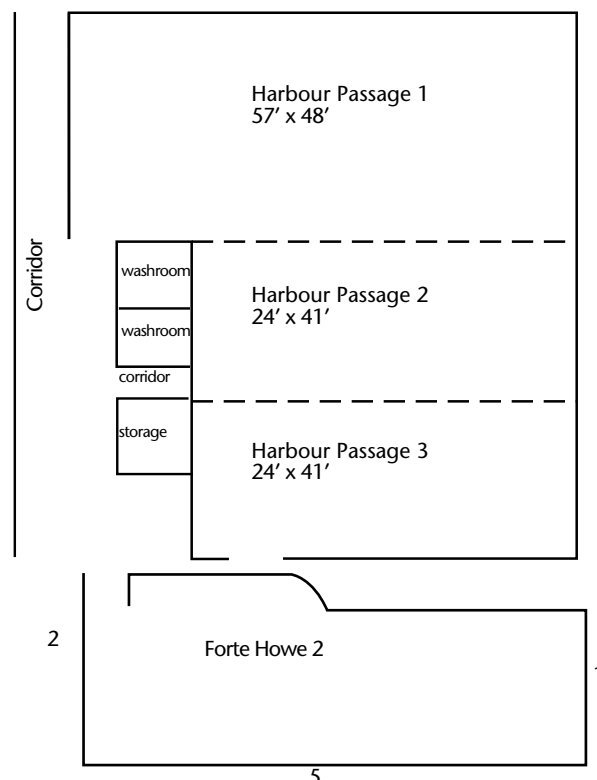 Harbour Passage 1
57′ x 48′
Corridor
washroom
Harbour Passage 2
24′ x 41′
washroom
corridor
storage
Harbour Passage 3
24′ x 41′
2
Forte Howe 2
5